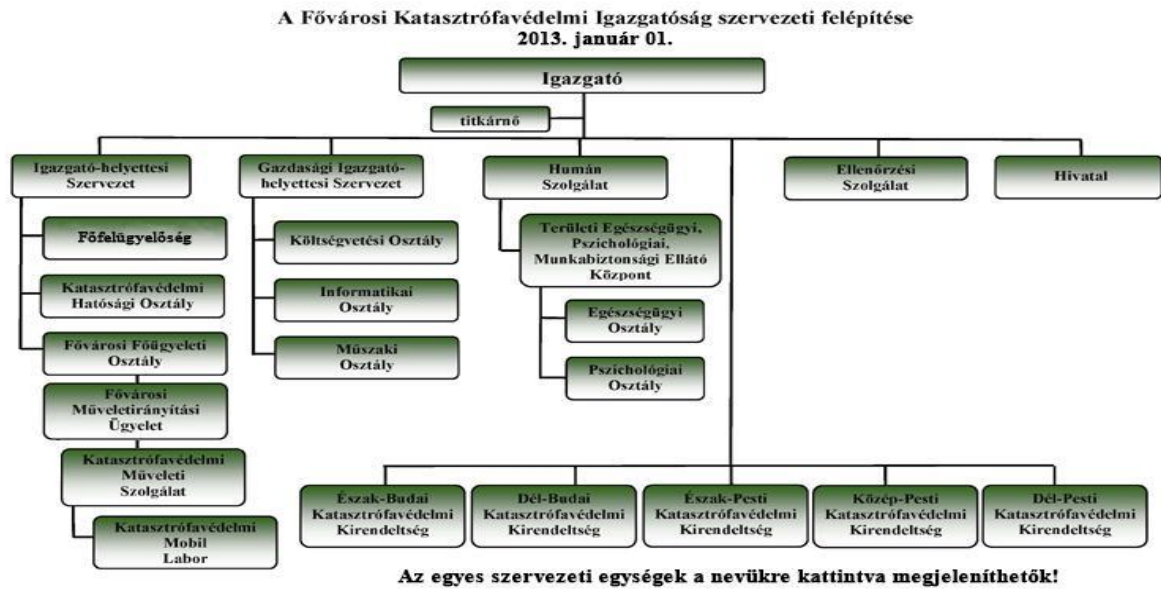 A Fővárosi Katasztrófavédelmi Igazgatóság szervezeti felépítése
2013. január 01.
Igazgató
titkárnő
Igazgató-helyettesi
Szervezet
Főfelügyelőség
Katasztrófavédelmi
Hatósági Osztály
Fővárosi Főügyeleti
Osztály
Fővárosi
Műveletirányítási
Ügyelet
Katasztrófavédelmi
Műveleti
Szolgálat
Katasztrófavédelmi
Mobil
Labor
Gazdasági Igazgató-
helyettesi Szervezet
Költségvetési Osztály
Informatikai
Osztály
Műszaki
Osztály
Humán
Szolgálat
Területi Egészségügyi,
Pszichológiai,
Munkabiztonsági Ellátó
Központ
Egészségügyi
Osztály
Pszichológiai
Osztály
Ellenőrzési
Szolgálat
Hivatal
Észak-Budai
Katasztrófavédelmi
Kirendeltség
Dél-Budai
Katasztrófavédelmi
Kirendeltség
Észak-Pesti
Katasztrófavédelmi
Kirendeltség
Közép-Pesti
Katasztrófavédelmi
Kirendeltség
Dél-Pesti
Katasztrófavédelmi
Kirendeltség
Az egyes szervezeti egységek a nevükre kattintva megjeleníthetők!